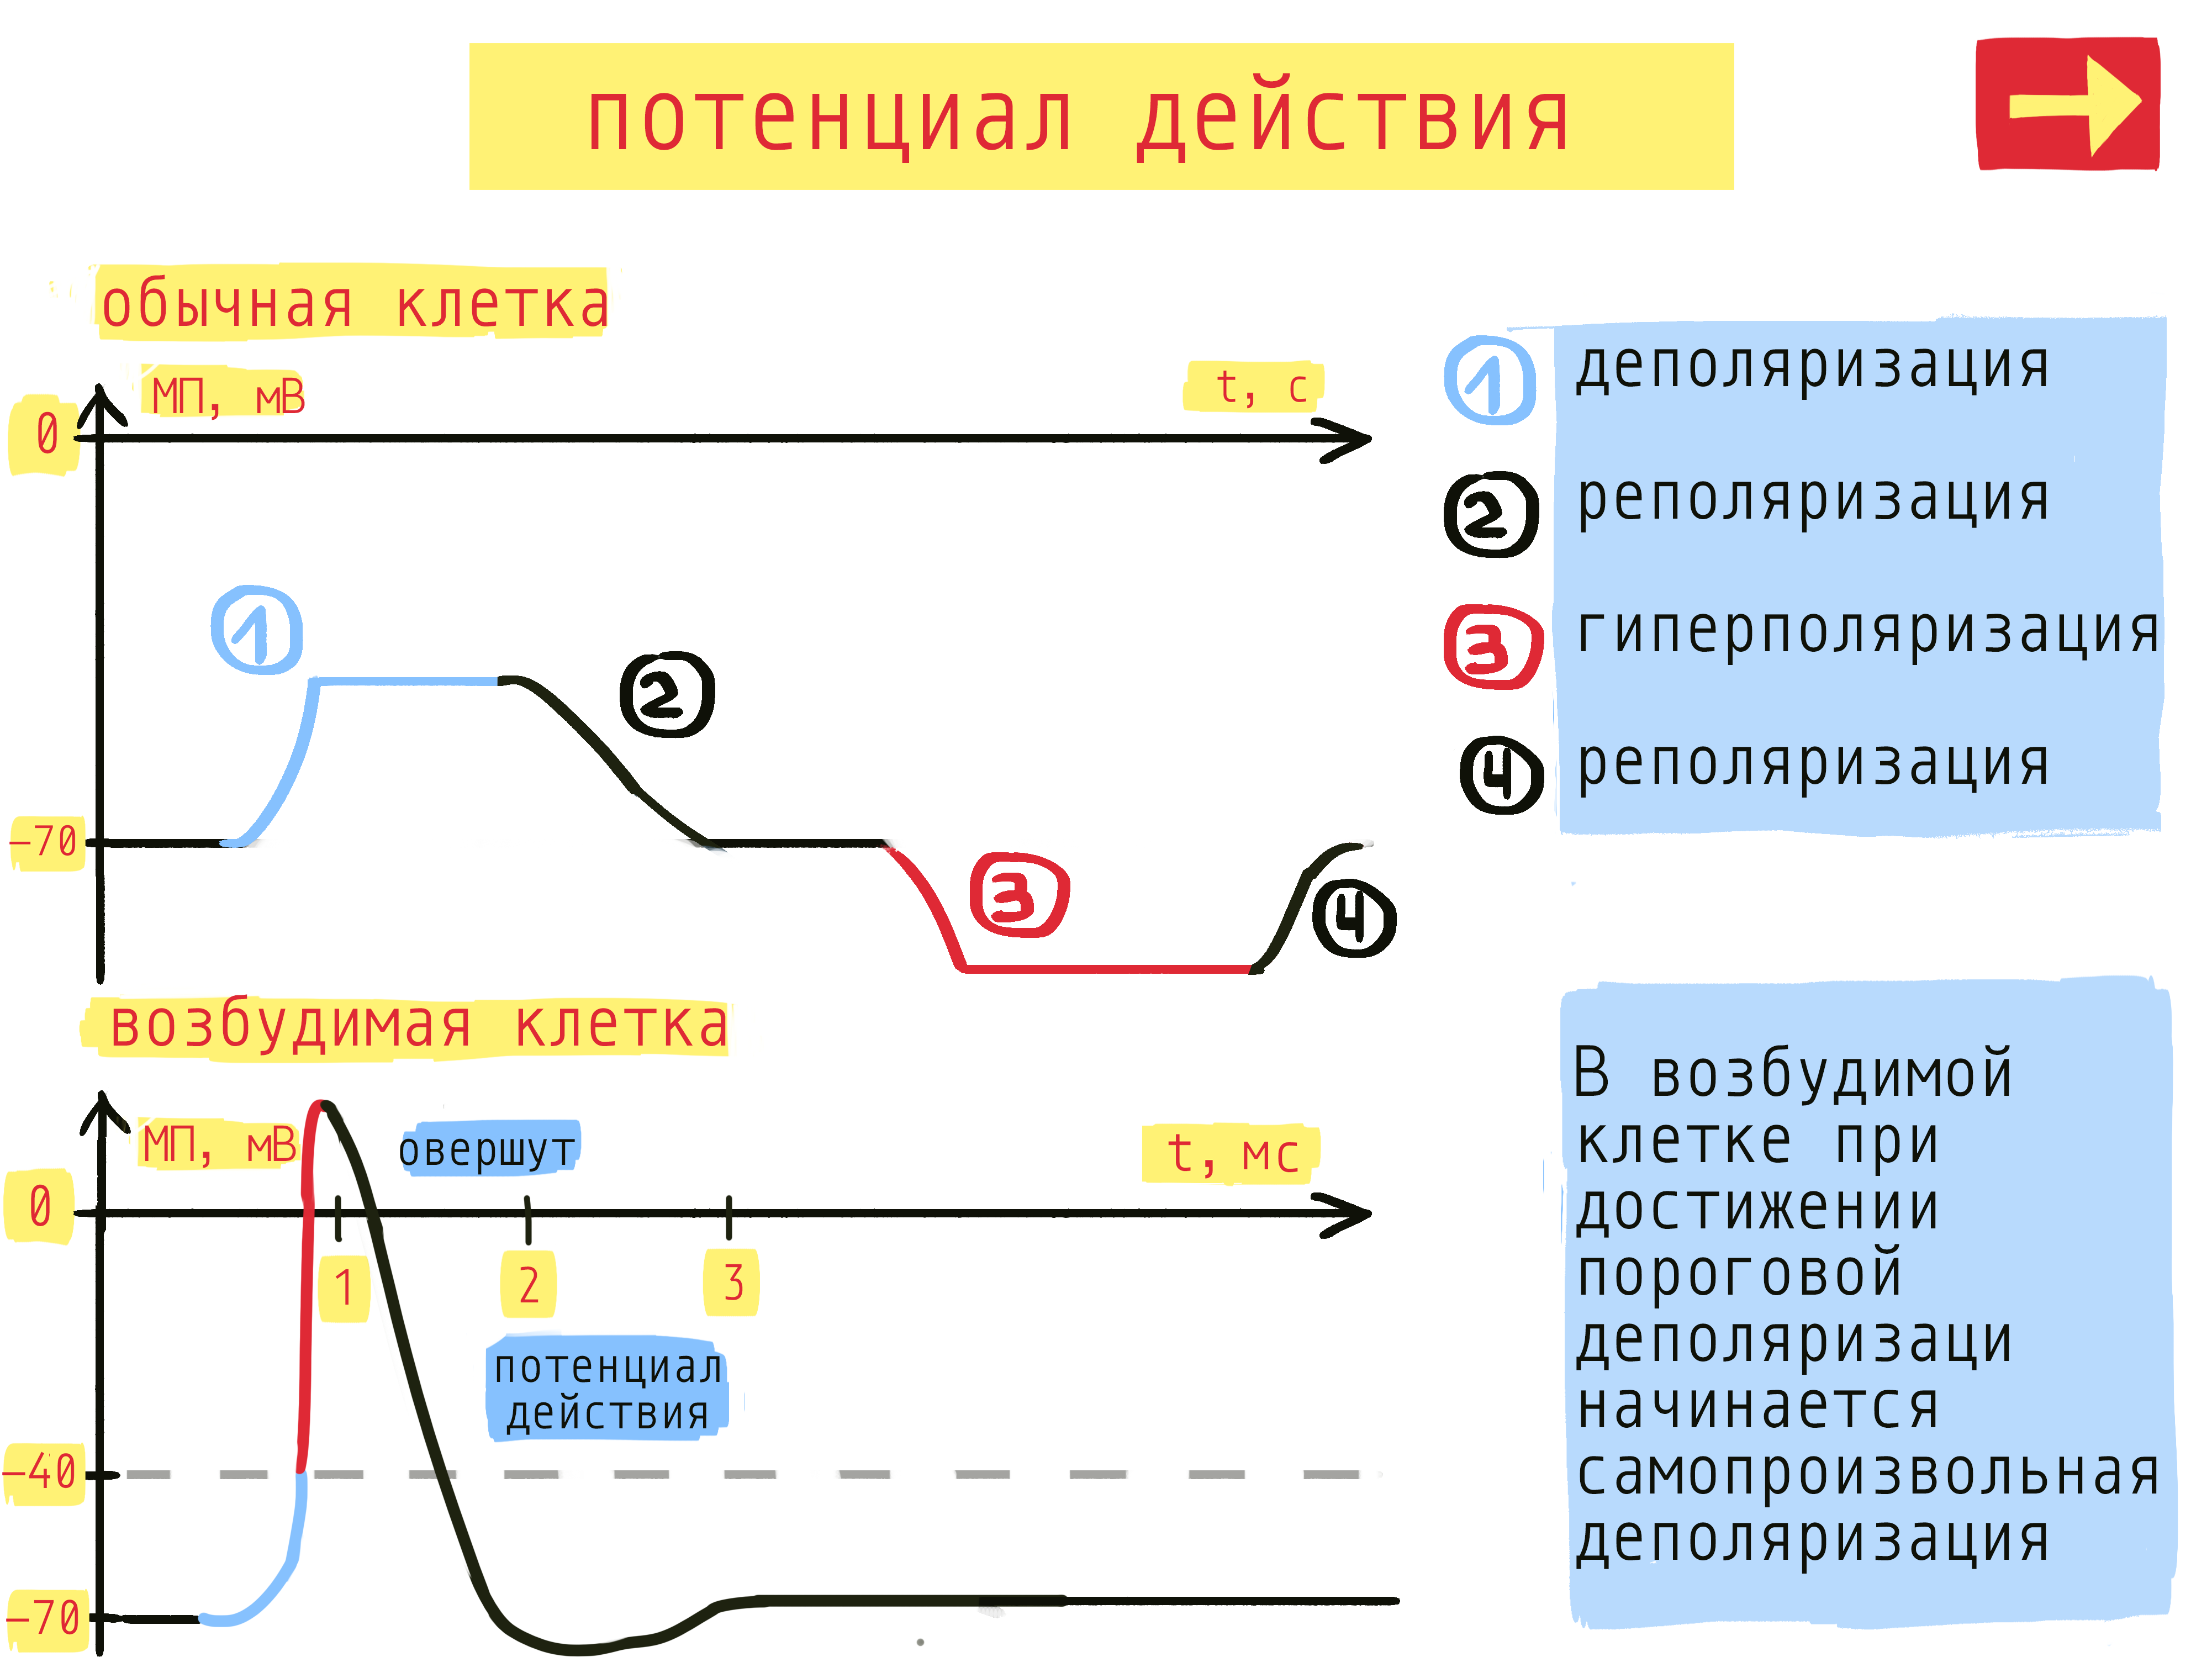 потенциал действия
обычная клетка
МП, мВ
t, с
0
1
2
-70
3
4
1 деполяризация
2 реполяризация
3 гиперполяризация
4 реполяризация
возбудимая клетка
МП, мВ
овершут
t, мс
0
1
2
3
потенциал
действия
-40
-70
В возбудимой
клетке при
достижении
пороговой
деполяризаци
начинается
самопроизвольная
деполяризация